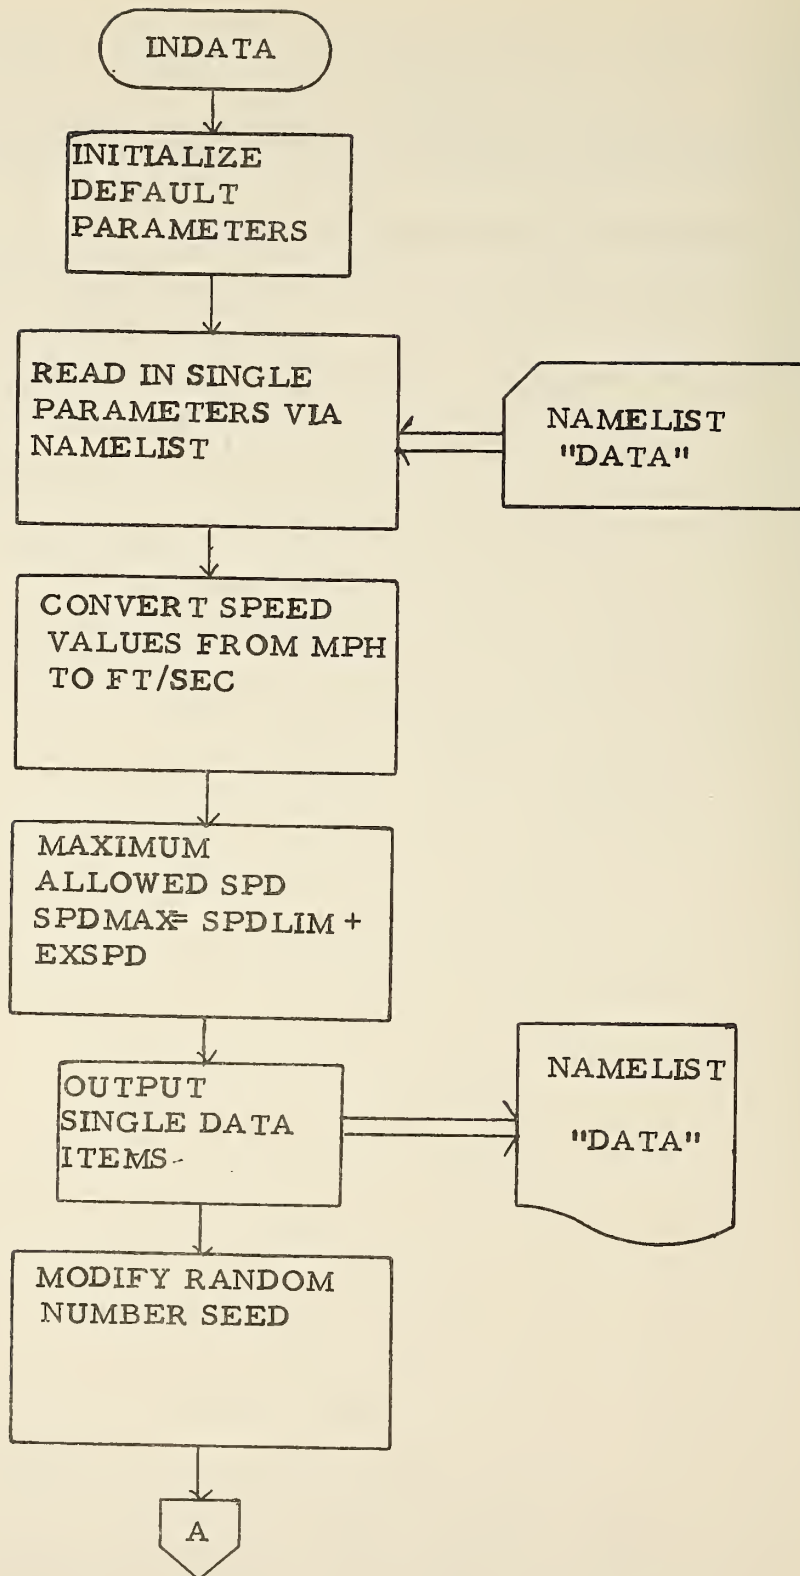 INDATA
INITIALIZE
DEFAULT
PARAMETERS
READ IN SINGLE
PARAMETERS VIA
NAMELIST
NAMELIST
"DATA"
CONVERT SPEED
VALUES FROM MPH
TO FT/SEC
MAXIMUM
ALLOWED SPD
SPDMAX= SPDLIM +
EXSPD
OUTPUT
SINGLE DATA
ITEMS
NAMELIST
"DATA"
MODIFY RANDOM
NUMBER SEED
A